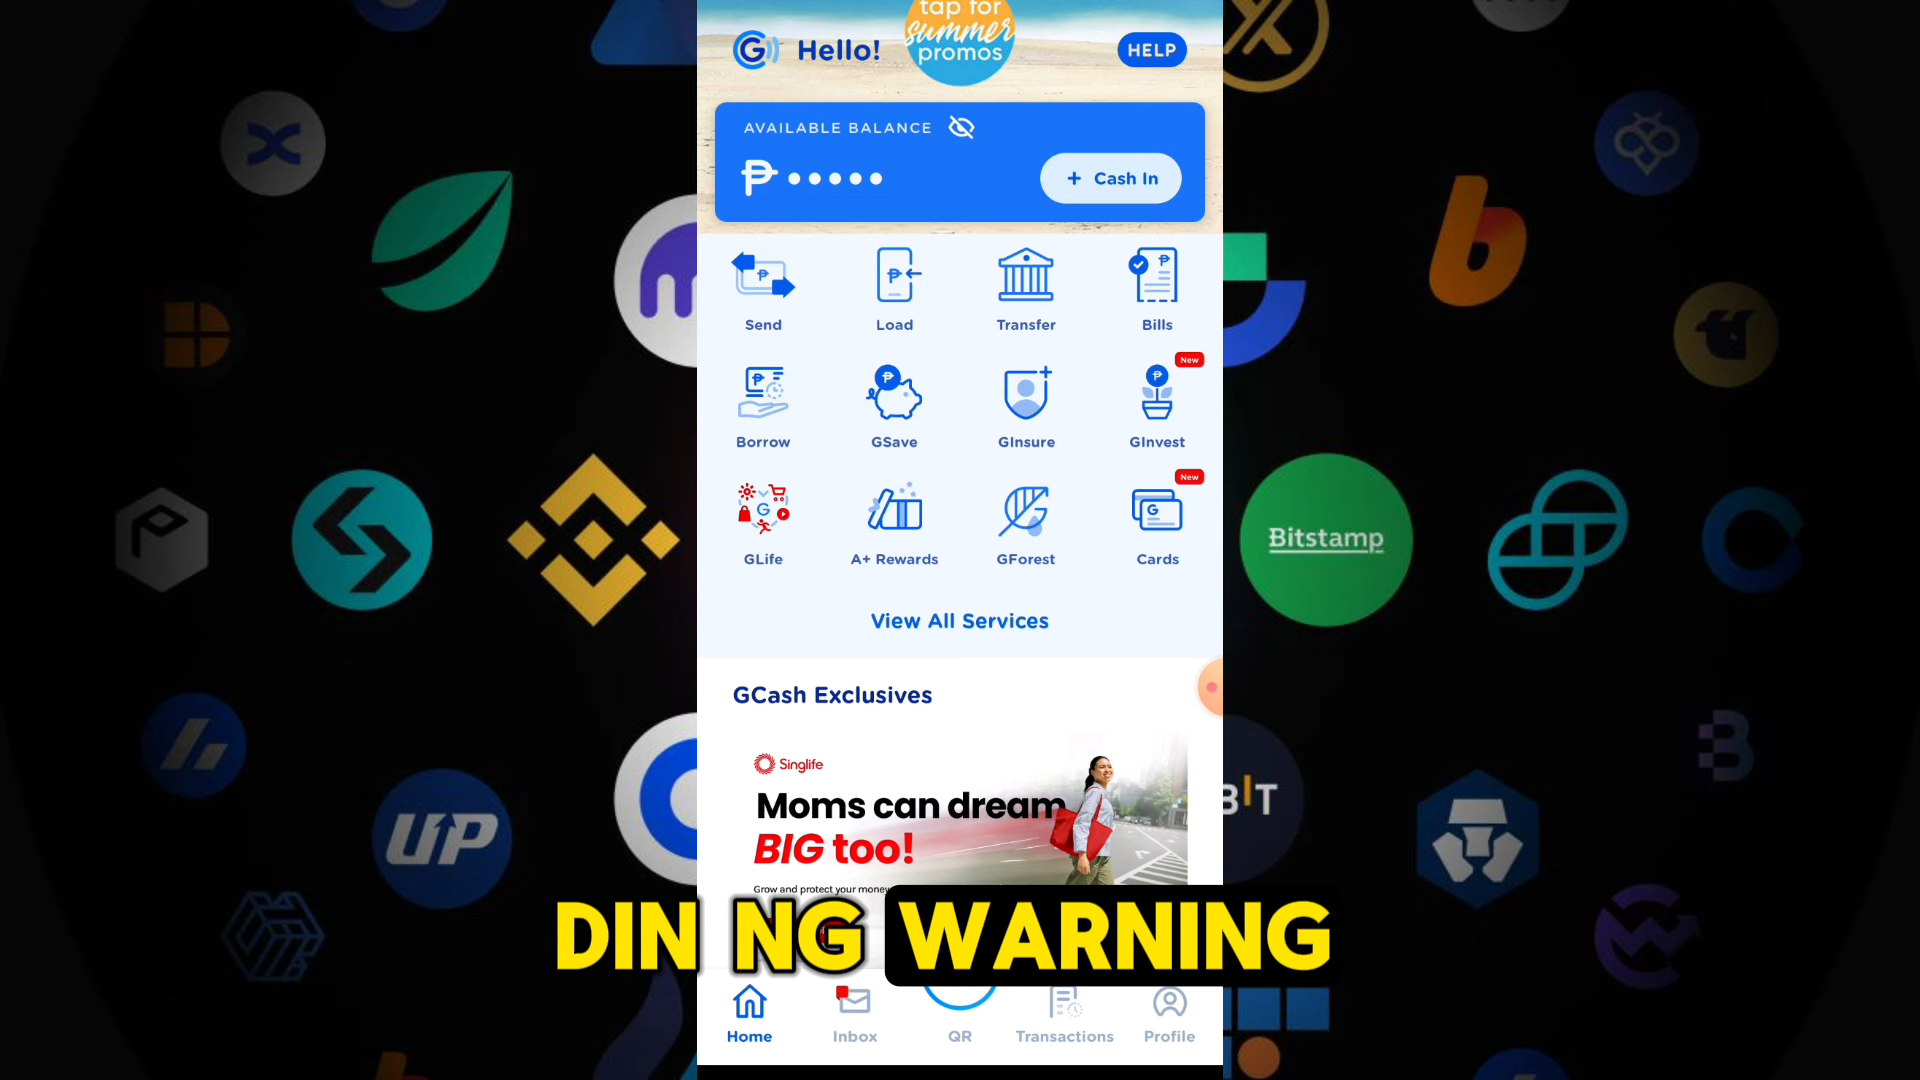 tap for
summer
promos
Hello!
HELP
AVAILABLE BALANCE
₱ •••••
+ Cash In
Send
Load
Transfer
Bills
New
Borrow
GSave
GInsure
GInvest
New
GLife
A+ Rewards
GForest
Cards
View All Services
GCash Exclusives
Singlife
Moms can dream
BIG too!
Grow and protect your money
DIN NG WARNING
Home
Inbox
QR
Transactions
Profile
Bitstamp
UP
BIT